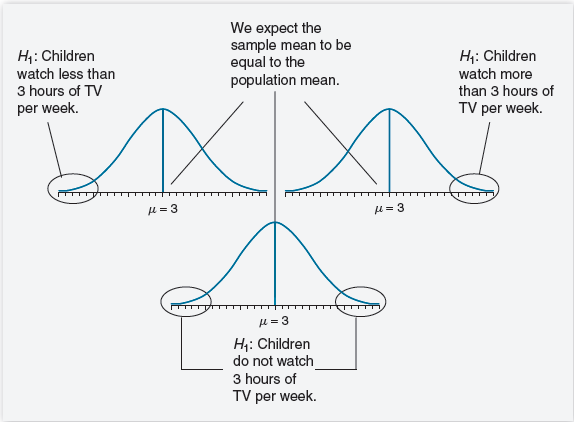 We expect the
sample mean to be
equal to the
population mean.
H₁: Children
watch less than
3 hours of TV
per week.
H₁: Children
watch more
than 3 hours of
TV per week.
μ = 3
μ = 3
μ = 3
H₁: Children
do not watch
3 hours of
TV per week.